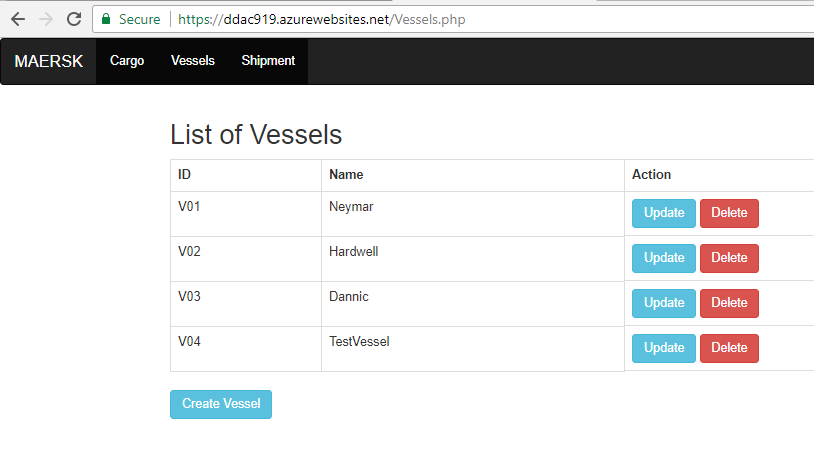 Secure https://ddac919.azurewebsites.net/Vessels.php
MAERSK Cargo Vessels Shipment
List of Vessels
ID Name Action
V01 Neymar Update Delete
V02 Hardwell Update Delete
V03 Dannic Update Delete
V04 TestVessel Update Delete
Create Vessel